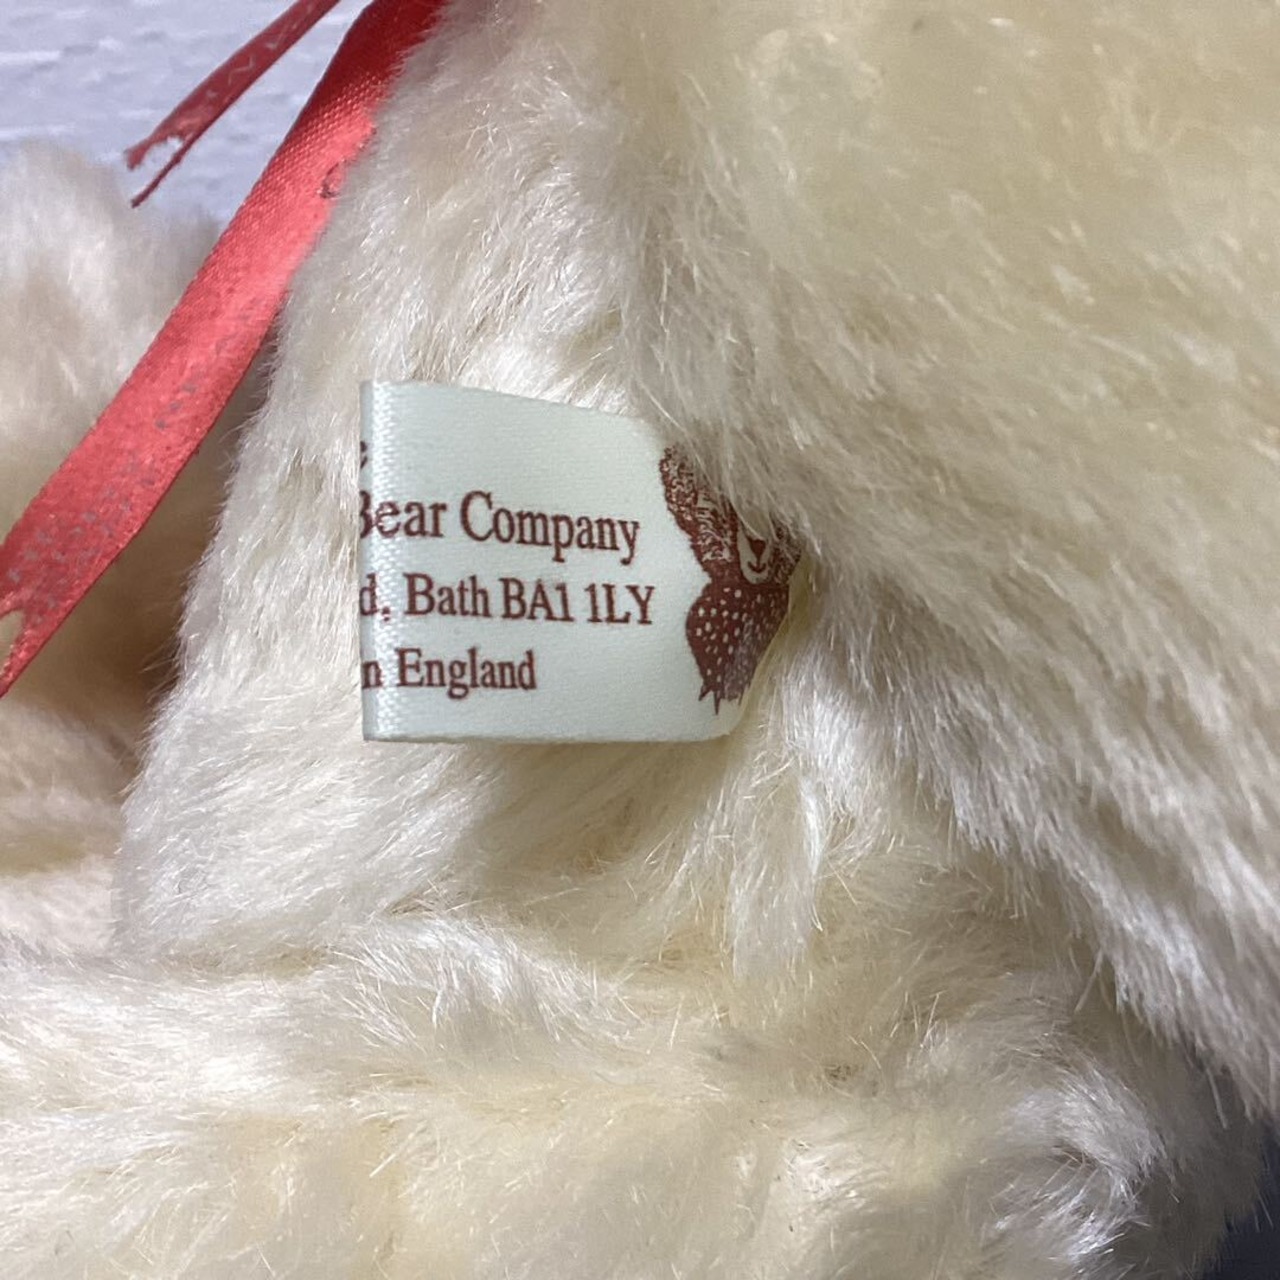 Bear Company
d, Bath BA1 1LY
n England